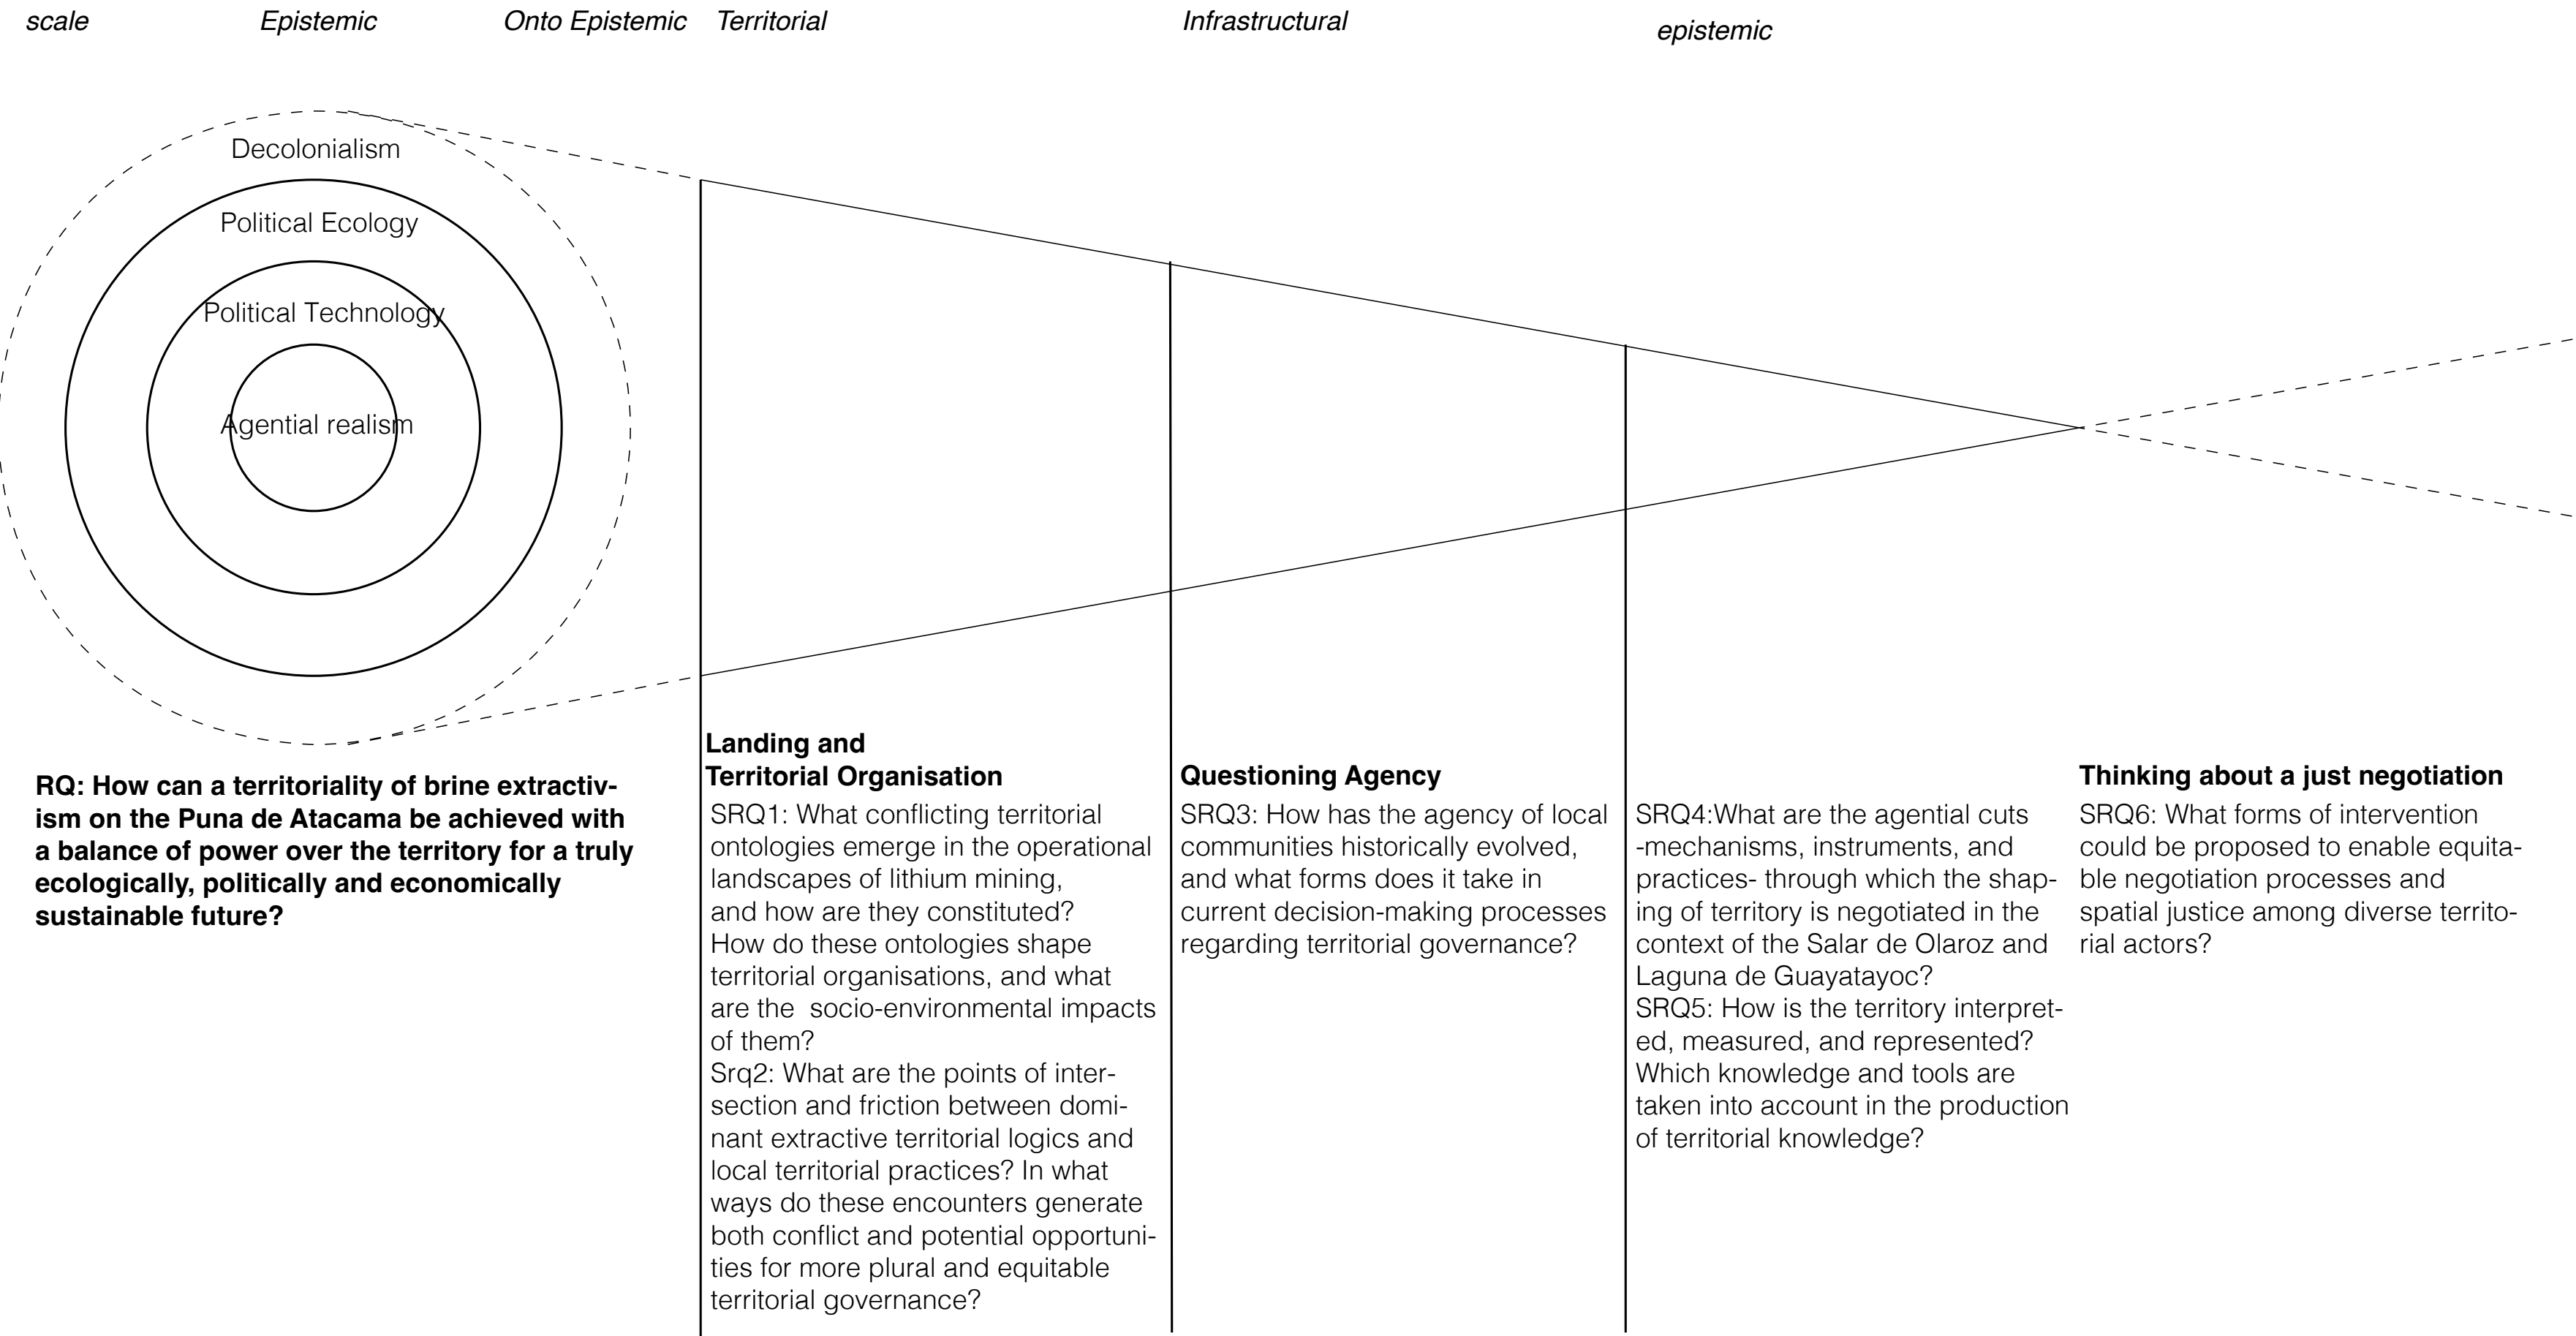 scale
Epistemic
Onto Epistemic
Territorial
Infrastructural
epistemic
Decolonialism
Political Ecology
Political Technology
Agential realism
RQ: How can a territoriality of brine extractiv-
ism on the Puna de Atacama be achieved with
a balance of power over the territory for a truly
ecologically, politically and economically
sustainable future?
Landing and
Territorial Organisation
SRQ1: What conflicting territorial
ontologies emerge in the operational
landscapes of lithium mining,
and how are they constituted?
How do these ontologies shape
territorial organisations, and what
are the  socio-environmental impacts
of them?
Srq2: What are the points of inter-
section and friction between domi-
nant extractive territorial logics and
local territorial practices? In what
ways do these encounters generate
both conflict and potential opportuni-
ties for more plural and equitable
territorial governance?
Questioning Agency
SRQ3: How has the agency of local
communities historically evolved,
and what forms does it take in
current decision-making processes
regarding territorial governance?
SRQ4:What are the agential cuts
-mechanisms, instruments, and
practices- through which the shap-
ing of territory is negotiated in the
context of the Salar de Olaroz and
Laguna de Guayatayoc?
SRQ5: How is the territory interpret-
ed, measured, and represented?
Which knowledge and tools are
taken into account in the production
of territorial knowledge?
Thinking about a just negotiation
SRQ6: What forms of intervention
could be proposed to enable equita-
ble negotiation processes and
spatial justice among diverse territo-
rial actors?